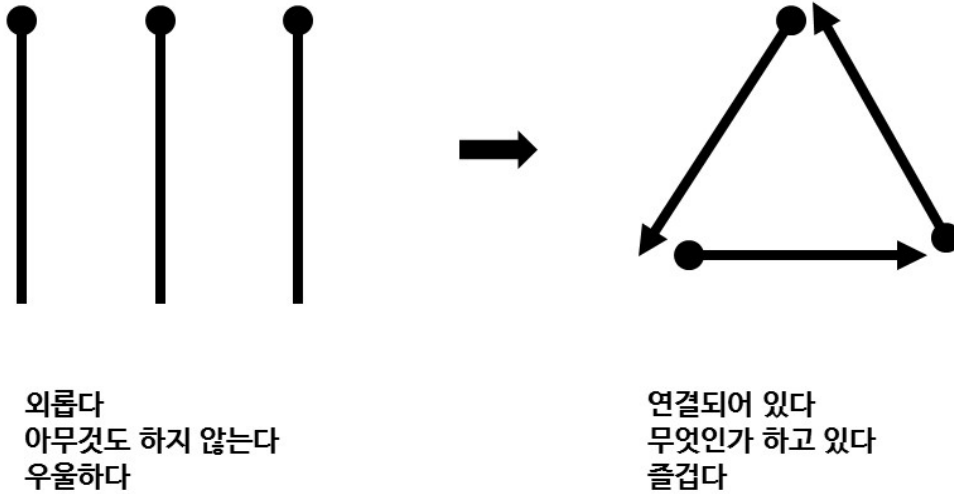 외롭다
아무것도 하지 않는다
우울하다
연결되어 있다
무엇인가 하고 있다
즐겁다